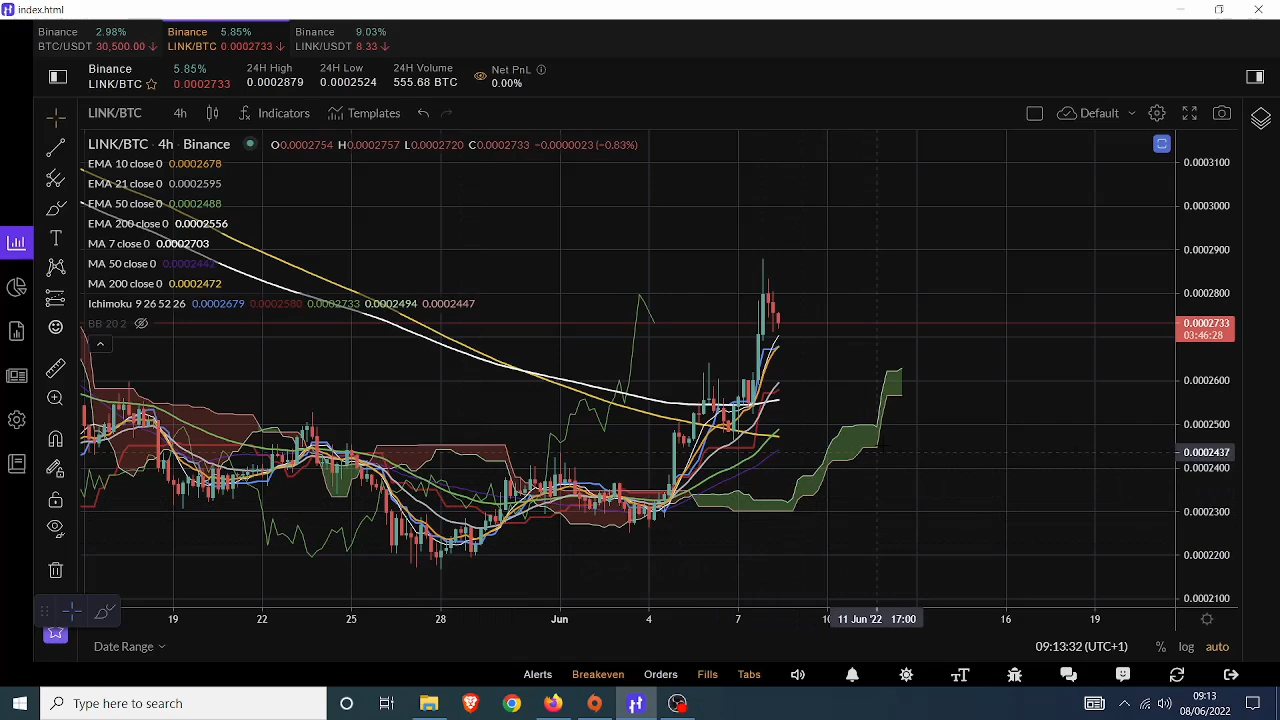 index.html
Binance 2.98%
BTC/USDT 30,500.00 ↓
Binance 5.85%
LINK/BTC 0.0002733 ↓
Binance 9.03%
LINK/USDT 8.33 ↓
Binance 5.85%
LINK/BTC 0.0002733
24H High
0.0002879
24H Low
0.0002524
24H Volume
555.68 BTC
Net PnL
0.00%
LINK/BTC 4h Indicators Templates Default
LINK/BTC · 4h · Binance O0.0002754 H0.0002757 L0.0002720 C0.0002733 −0.0000023 (−0.83%)
EMA 10 close 0 0.0002678
EMA 21 close 0 0.0002595
EMA 50 close 0 0.0002488
EMA 200 close 0 0.0002556
MA 7 close 0 0.0002703
MA 50 close 0 0.0002442
MA 200 close 0 0.0002472
Ichimoku 9 26 52 26 0.0002679 0.0002580 0.0002733 0.0002494 0.0002447
BB 20 2
0.0003100
0.0003000
0.0002900
0.0002800
0.0002733
03:46:28
0.0002600
0.0002500
0.0002437
0.0002400
0.0002300
0.0002200
0.0002100
19 22 25 28 Jun 4 7 11 Jun '22 17:00 16 19
Date Range
09:13:32 (UTC+1) % log auto
Alerts Breakeven Orders Fills Tabs
Type here to search
09:13
08/06/2022